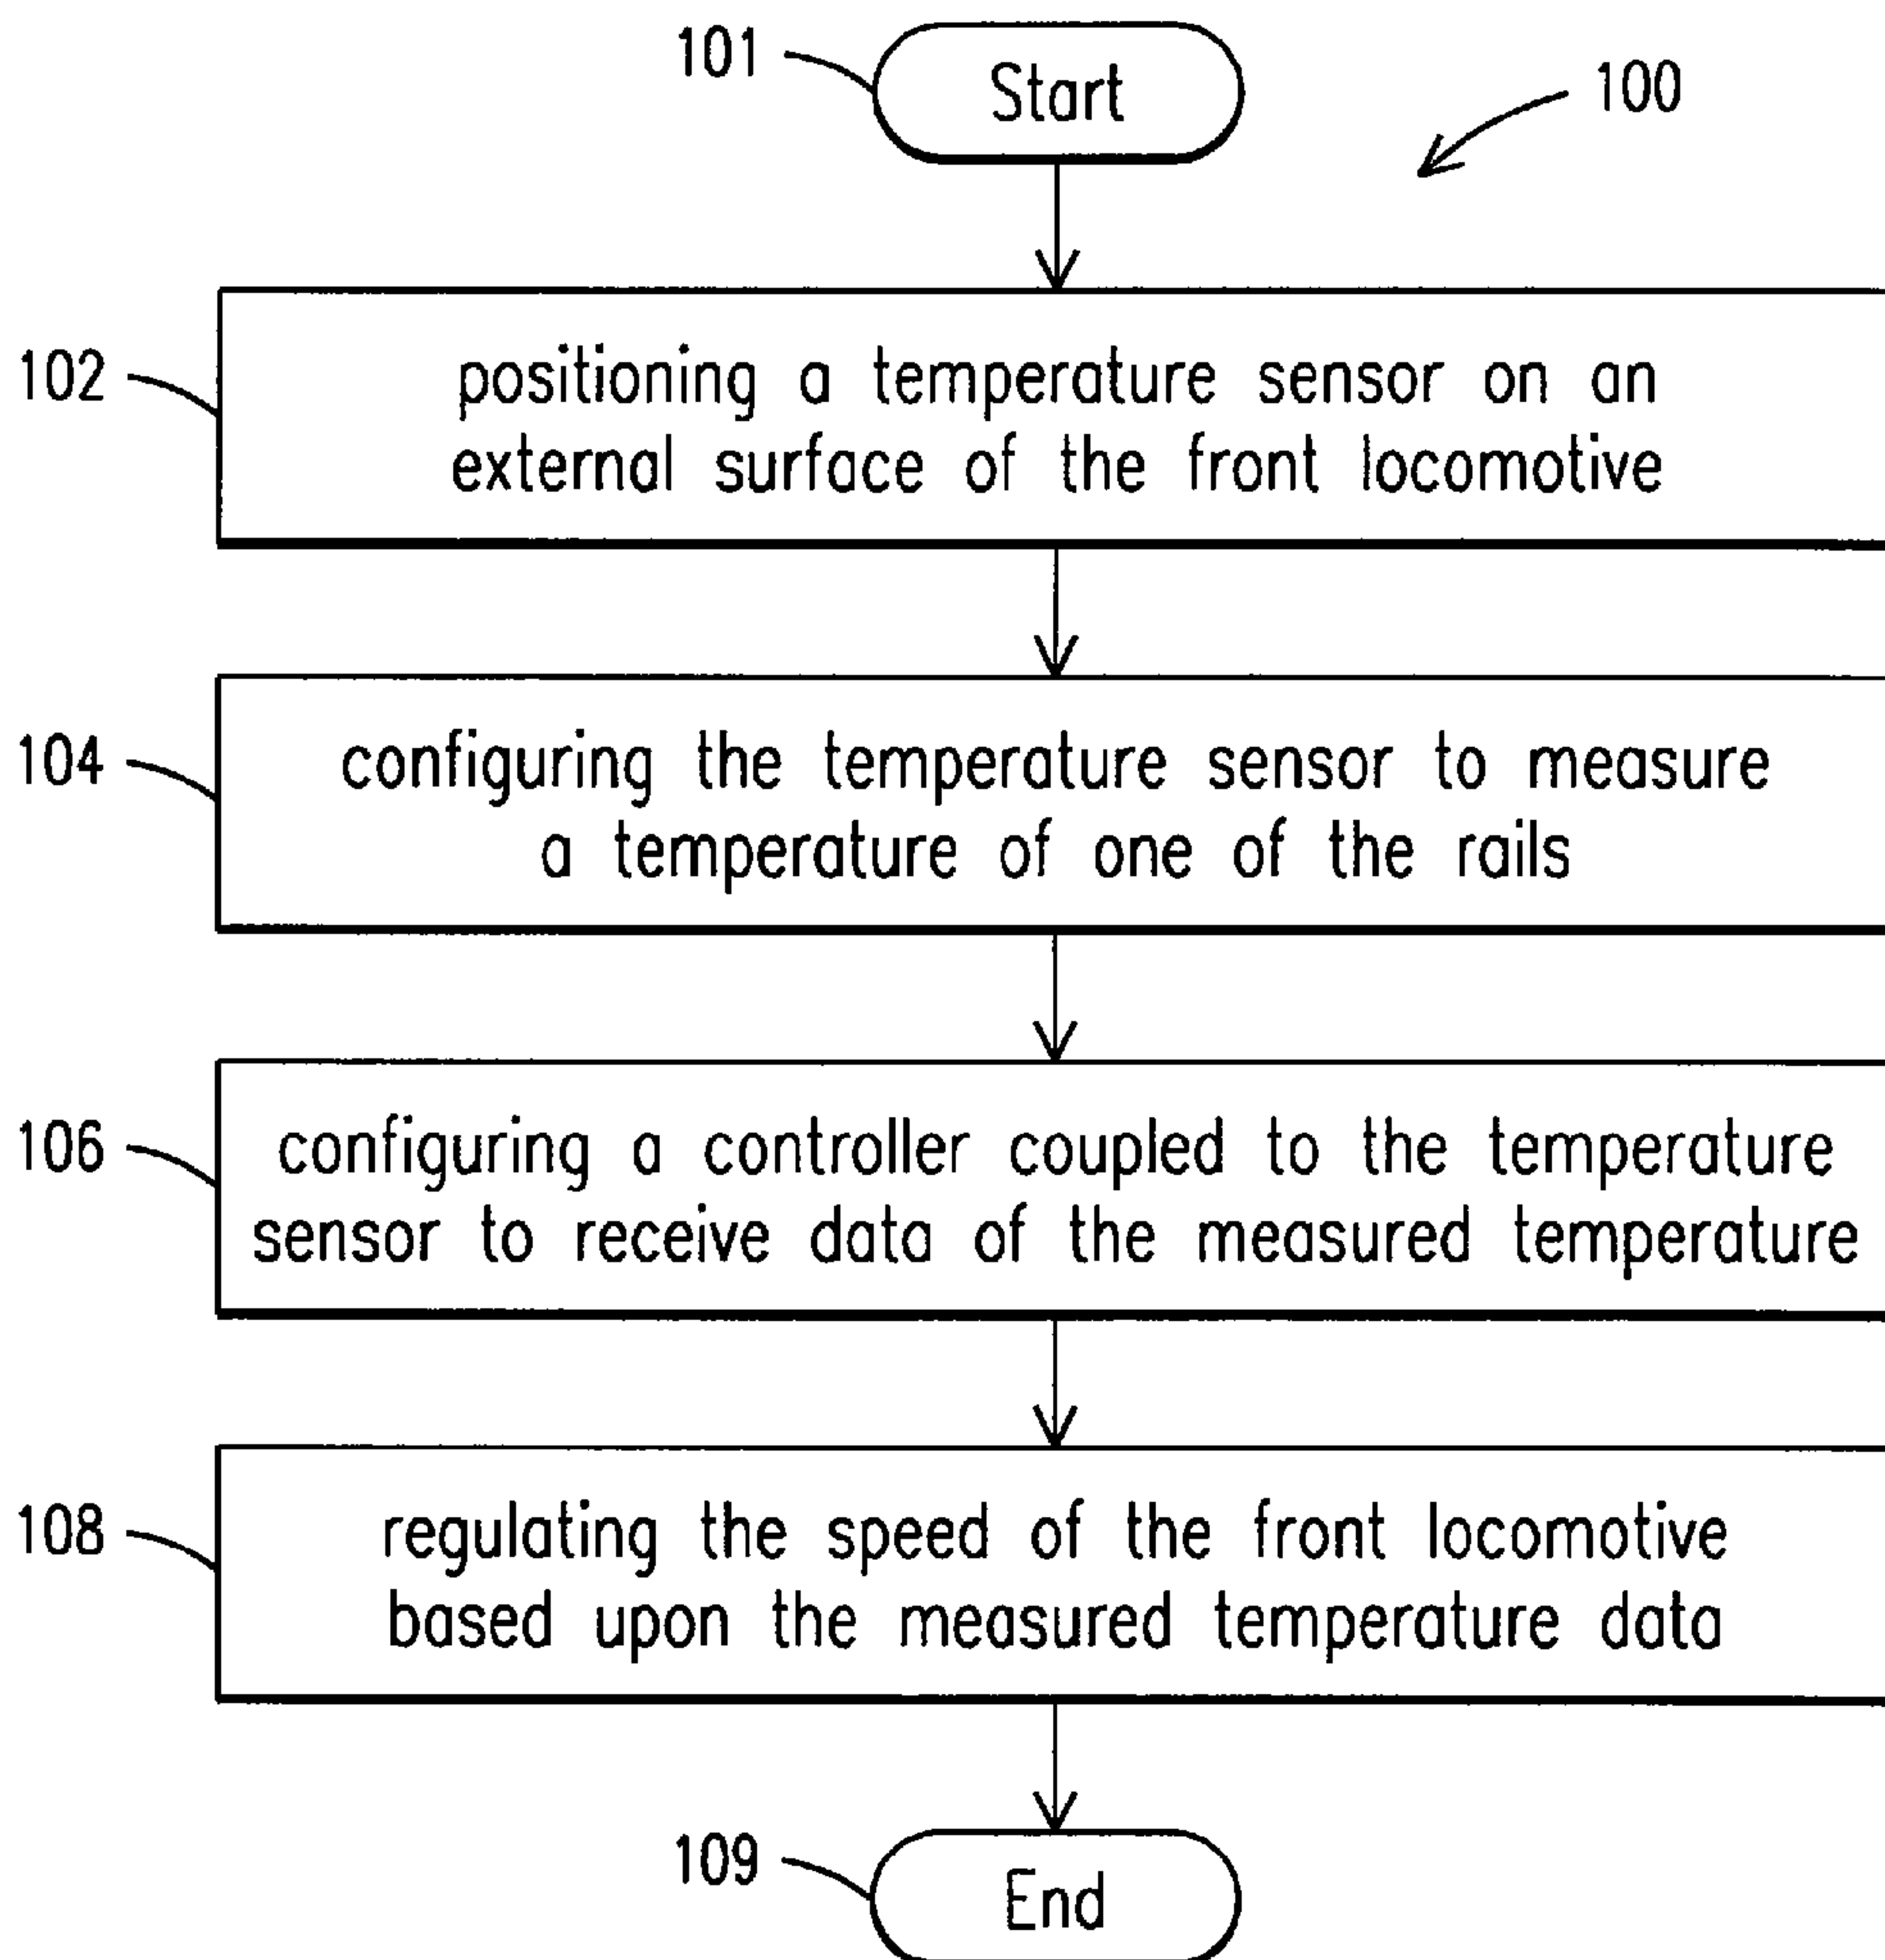 101
Start
100
102
positioning a temperature sensor on an
external surface of the front locomotive
104
configuring the temperature sensor to measure
a temperature of one of the rails
106
configuring a controller coupled to the temperature
sensor to receive data of the measured temperature
108
regulating the speed of the front locomotive
based upon the measured temperature data
109
End